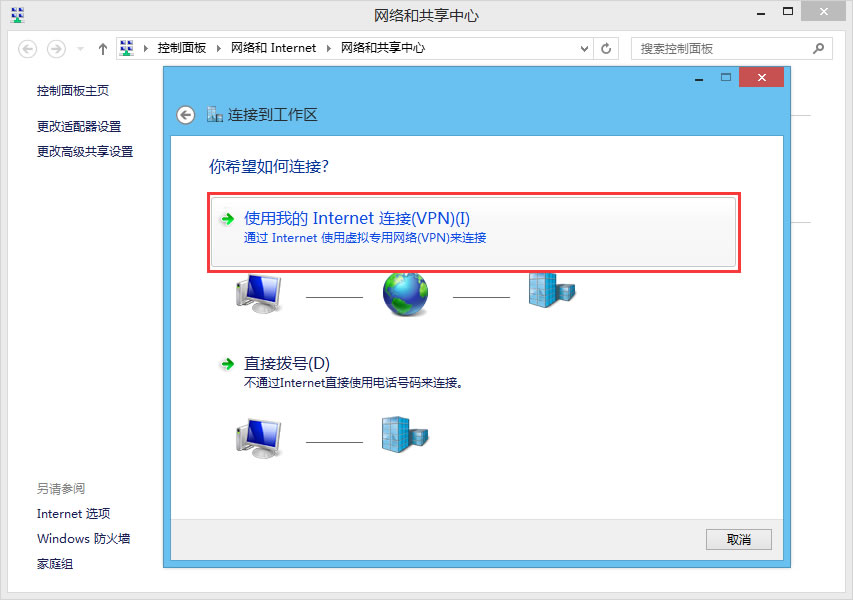 网络和共享中心
控制面板 网络和 Internet 网络和共享中心
搜索控制面板
控制面板主页
更改适配器设置
更改高级共享设置
连接到工作区
你希望如何连接?
使用我的 Internet 连接(VPN)(I)
通过 Internet 使用虚拟专用网络(VPN)来连接
直接拨号(D)
不通过Internet直接使用电话号码来连接。
取消
另请参阅
Internet 选项
Windows 防火墙
家庭组